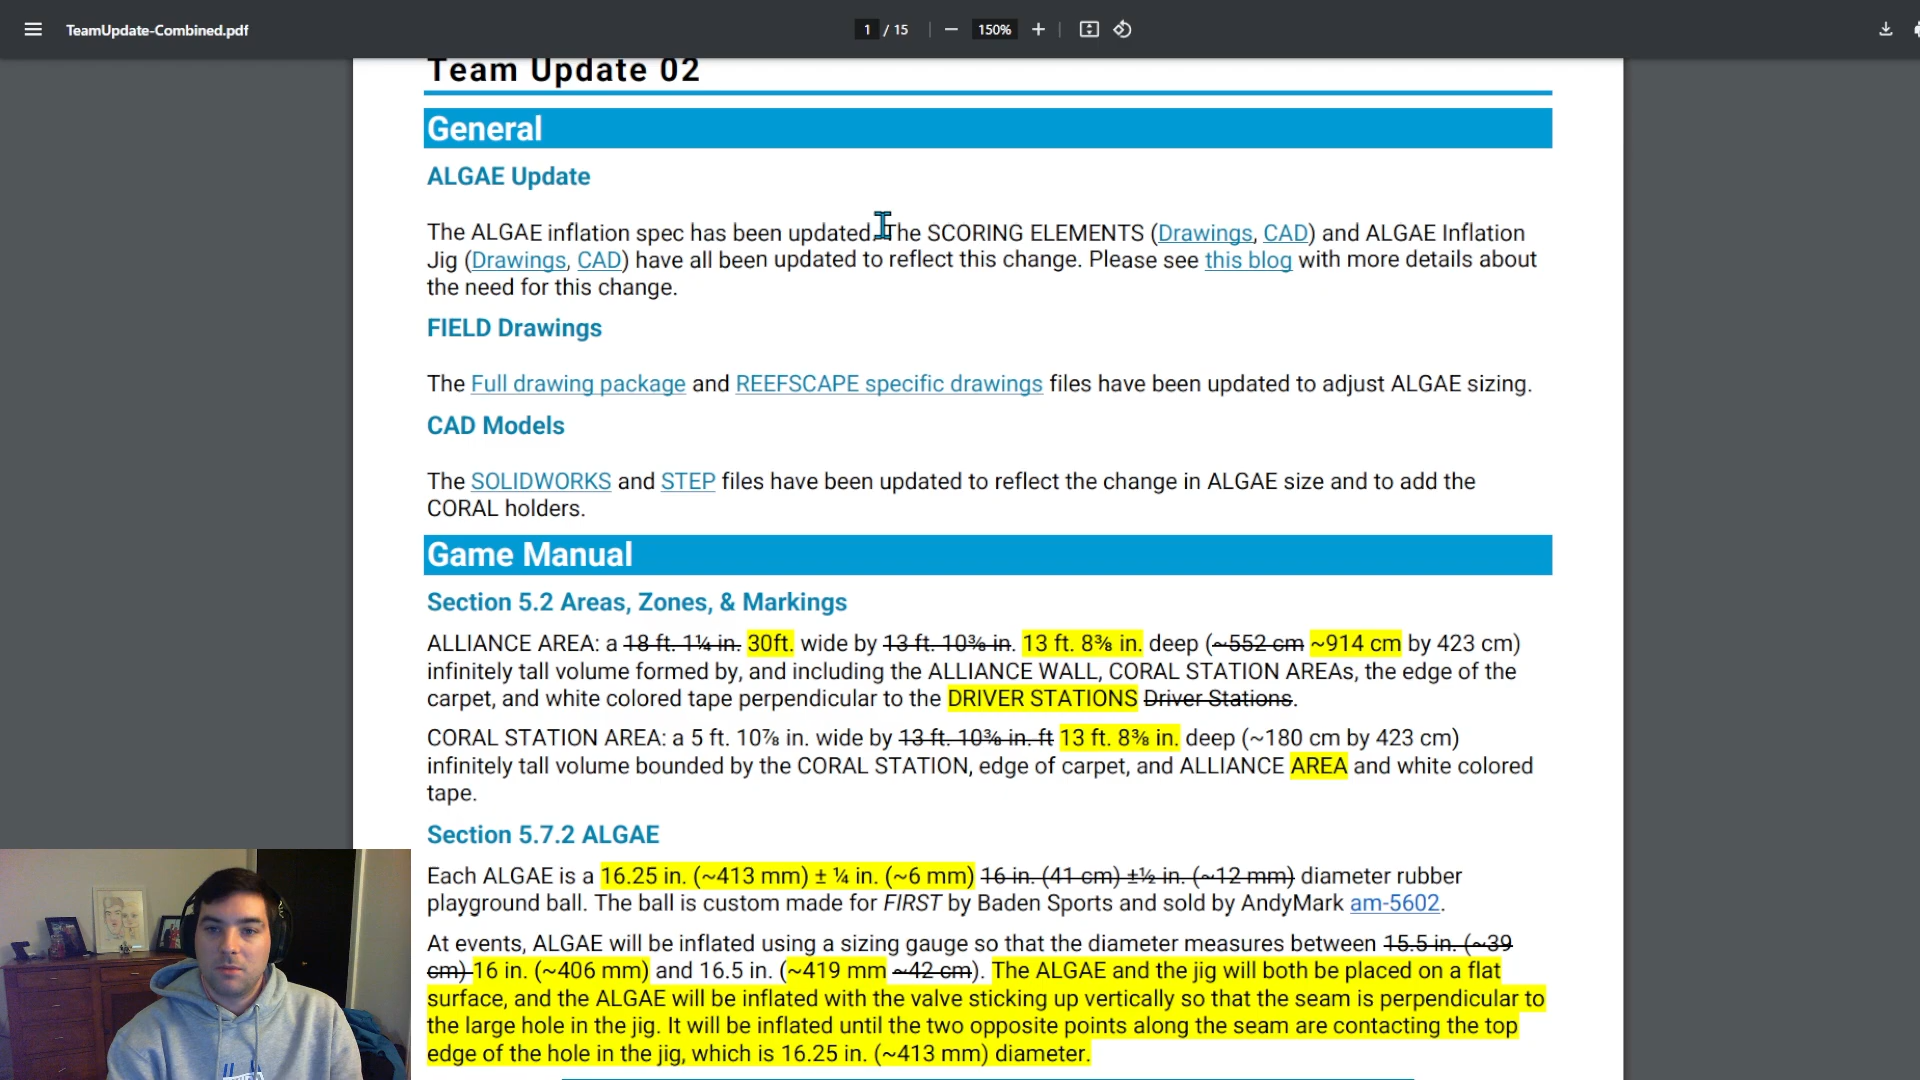 TeamUpdate-Combined.pdf
1 / 15
150%
Team Update 02
General
ALGAE Update
The ALGAE inflation spec has been updated. The SCORING ELEMENTS (Drawings, CAD) and ALGAE Inflation
Jig (Drawings, CAD) have all been updated to reflect this change. Please see this blog with more details about
the need for this change.
FIELD Drawings
The Full drawing package and REEFSCAPE specific drawings files have been updated to adjust ALGAE sizing.
CAD Models
The SOLIDWORKS and STEP files have been updated to reflect the change in ALGAE size and to add the
CORAL holders.
Game Manual
Section 5.2 Areas, Zones, & Markings
ALLIANCE AREA: a 18 ft. 1¼ in. 30ft. wide by 13 ft. 10⅜ in. 13 ft. 8⅜ in. deep (~552 cm ~914 cm by 423 cm)
infinitely tall volume formed by, and including the ALLIANCE WALL, CORAL STATION AREAs, the edge of the
carpet, and white colored tape perpendicular to the DRIVER STATIONS Driver Stations.
CORAL STATION AREA: a 5 ft. 10⅞ in. wide by 13 ft. 10⅜ in. ft 13 ft. 8⅜ in. deep (~180 cm by 423 cm)
infinitely tall volume bounded by the CORAL STATION, edge of carpet, and ALLIANCE AREA and white colored
tape.
Section 5.7.2 ALGAE
Each ALGAE is a 16.25 in. (~413 mm) ± ¼ in. (~6 mm) 16 in. (41 cm) ±½ in. (~12 mm) diameter rubber
playground ball. The ball is custom made for FIRST by Baden Sports and sold by AndyMark am-5602.
At events, ALGAE will be inflated using a sizing gauge so that the diameter measures between 15.5 in. (~39
cm) 16 in. (~406 mm) and 16.5 in. (~419 mm ~42 cm). The ALGAE and the jig will both be placed on a flat
surface, and the ALGAE will be inflated with the valve sticking up vertically so that the seam is perpendicular to
the large hole in the jig. It will be inflated until the two opposite points along the seam are contacting the top
edge of the hole in the jig, which is 16.25 in. (~413 mm) diameter.